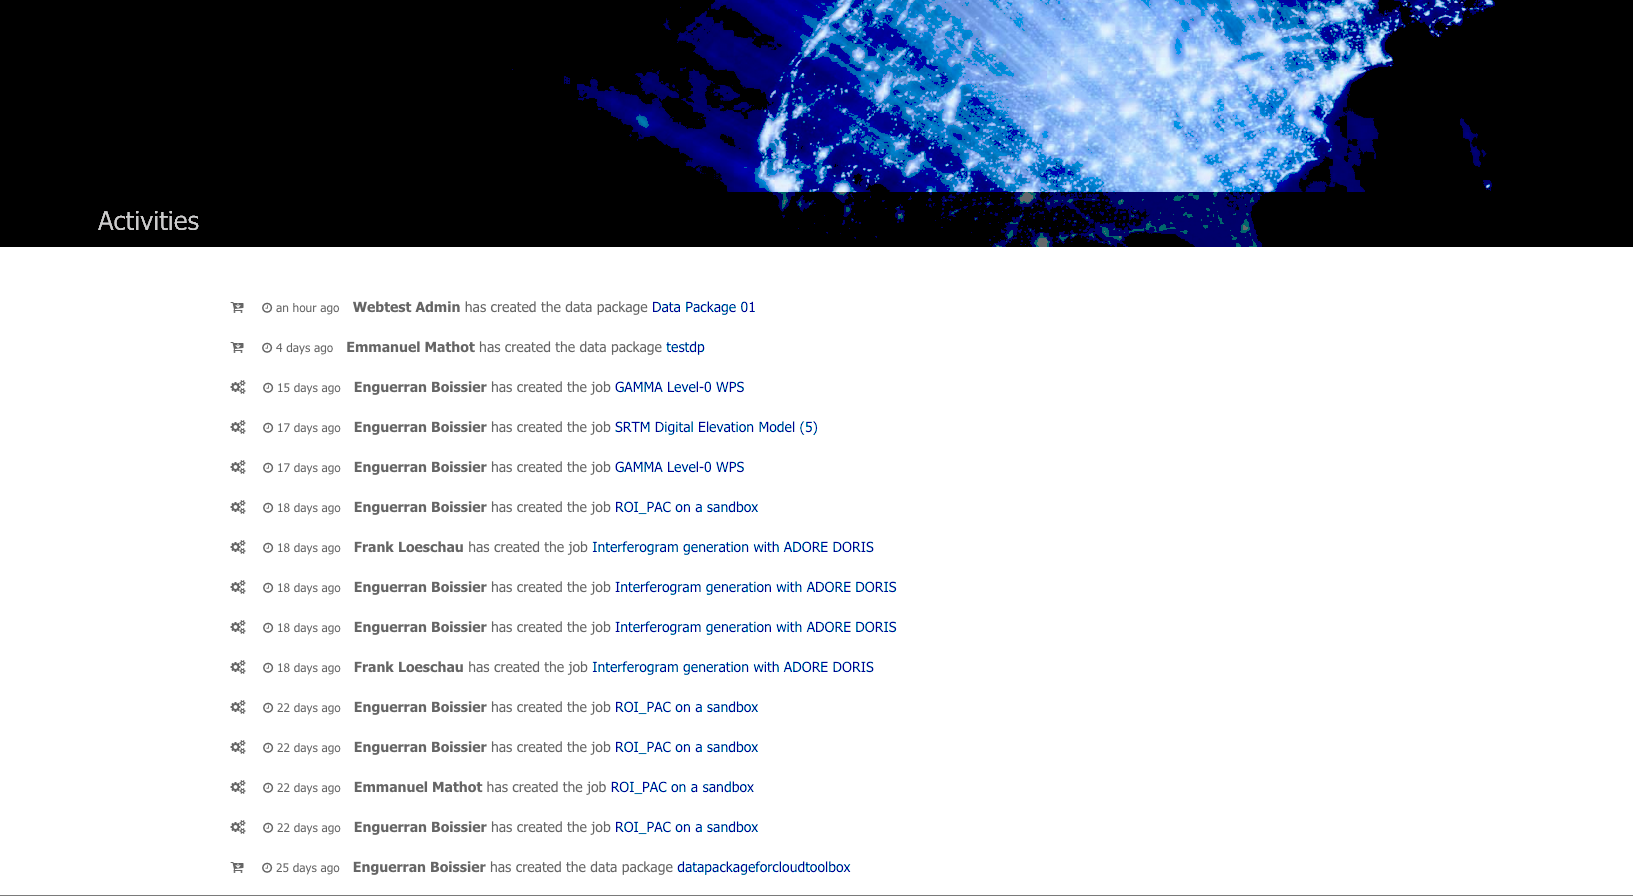 Activities
an hour ago Webtest Admin has created the data package Data Package 01
4 days ago Emmanuel Mathot has created the data package testdp
15 days ago Enguerran Boissier has created the job GAMMA Level-0 WPS
17 days ago Enguerran Boissier has created the job SRTM Digital Elevation Model (5)
17 days ago Enguerran Boissier has created the job GAMMA Level-0 WPS
18 days ago Enguerran Boissier has created the job ROI_PAC on a sandbox
18 days ago Frank Loeschau has created the job Interferogram generation with ADORE DORIS
18 days ago Enguerran Boissier has created the job Interferogram generation with ADORE DORIS
18 days ago Enguerran Boissier has created the job Interferogram generation with ADORE DORIS
18 days ago Frank Loeschau has created the job Interferogram generation with ADORE DORIS
22 days ago Enguerran Boissier has created the job ROI_PAC on a sandbox
22 days ago Enguerran Boissier has created the job ROI_PAC on a sandbox
22 days ago Emmanuel Mathot has created the job ROI_PAC on a sandbox
22 days ago Enguerran Boissier has created the job ROI_PAC on a sandbox
25 days ago Enguerran Boissier has created the data package datapackageforcloudtoolbox